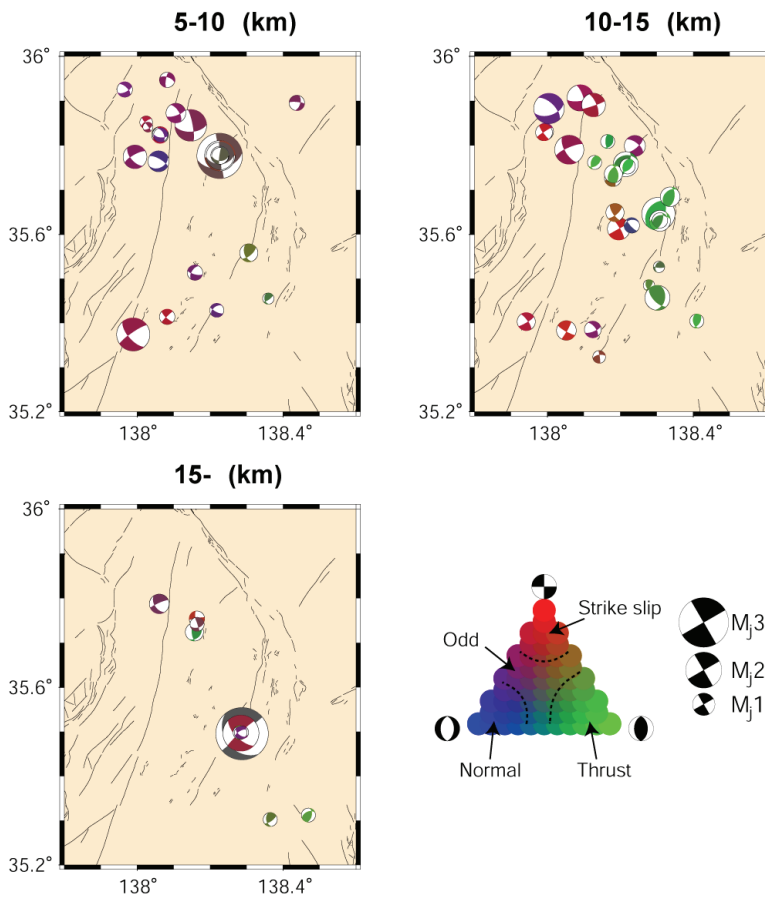 5-10 (km)
10-15 (km)
36°
35.6°
35.2°
138°
138.4°
36°
35.6°
35.2°
138°
138.4°
15- (km)
36°
35.6°
35.2°
138°
138.4°
Strike slip
Odd
Normal
Thrust
Mj3
Mj2
Mj1